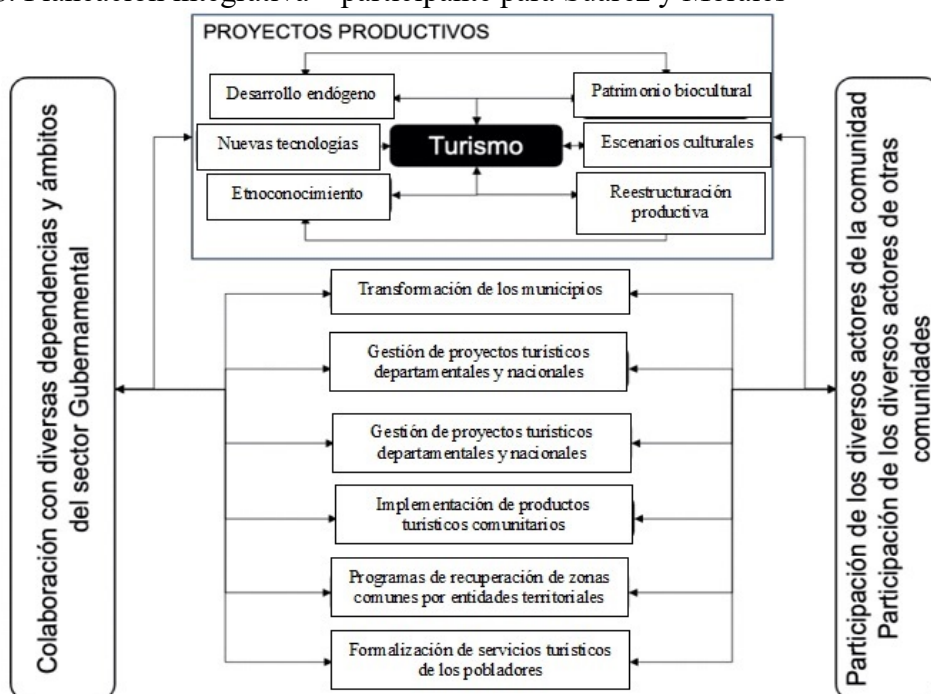 PROYECTOS PRODUCTIVOS
Desarrollo endógeno
Patrimonio biocultural
Nuevas tecnologías
Turismo
Escenarios culturales
Etnoconocimiento
Reestructuración
productiva
Colaboración con diversas dependencias y ámbitos
del sector Gubernamental
Transformación de los municipios
Gestión de proyectos turísticos
departamentales y nacionales
Gestión de proyectos turísticos
departamentales y nacionales
Implementación de productos
turísticos comunitarios
Programas de recuperación de zonas
comunes por entidades territoriales
Formalización de servicios turísticos
de los pobladores
Participación de los diversos actores de la comunidad
Participación de los diversos actores de otras
comunidades